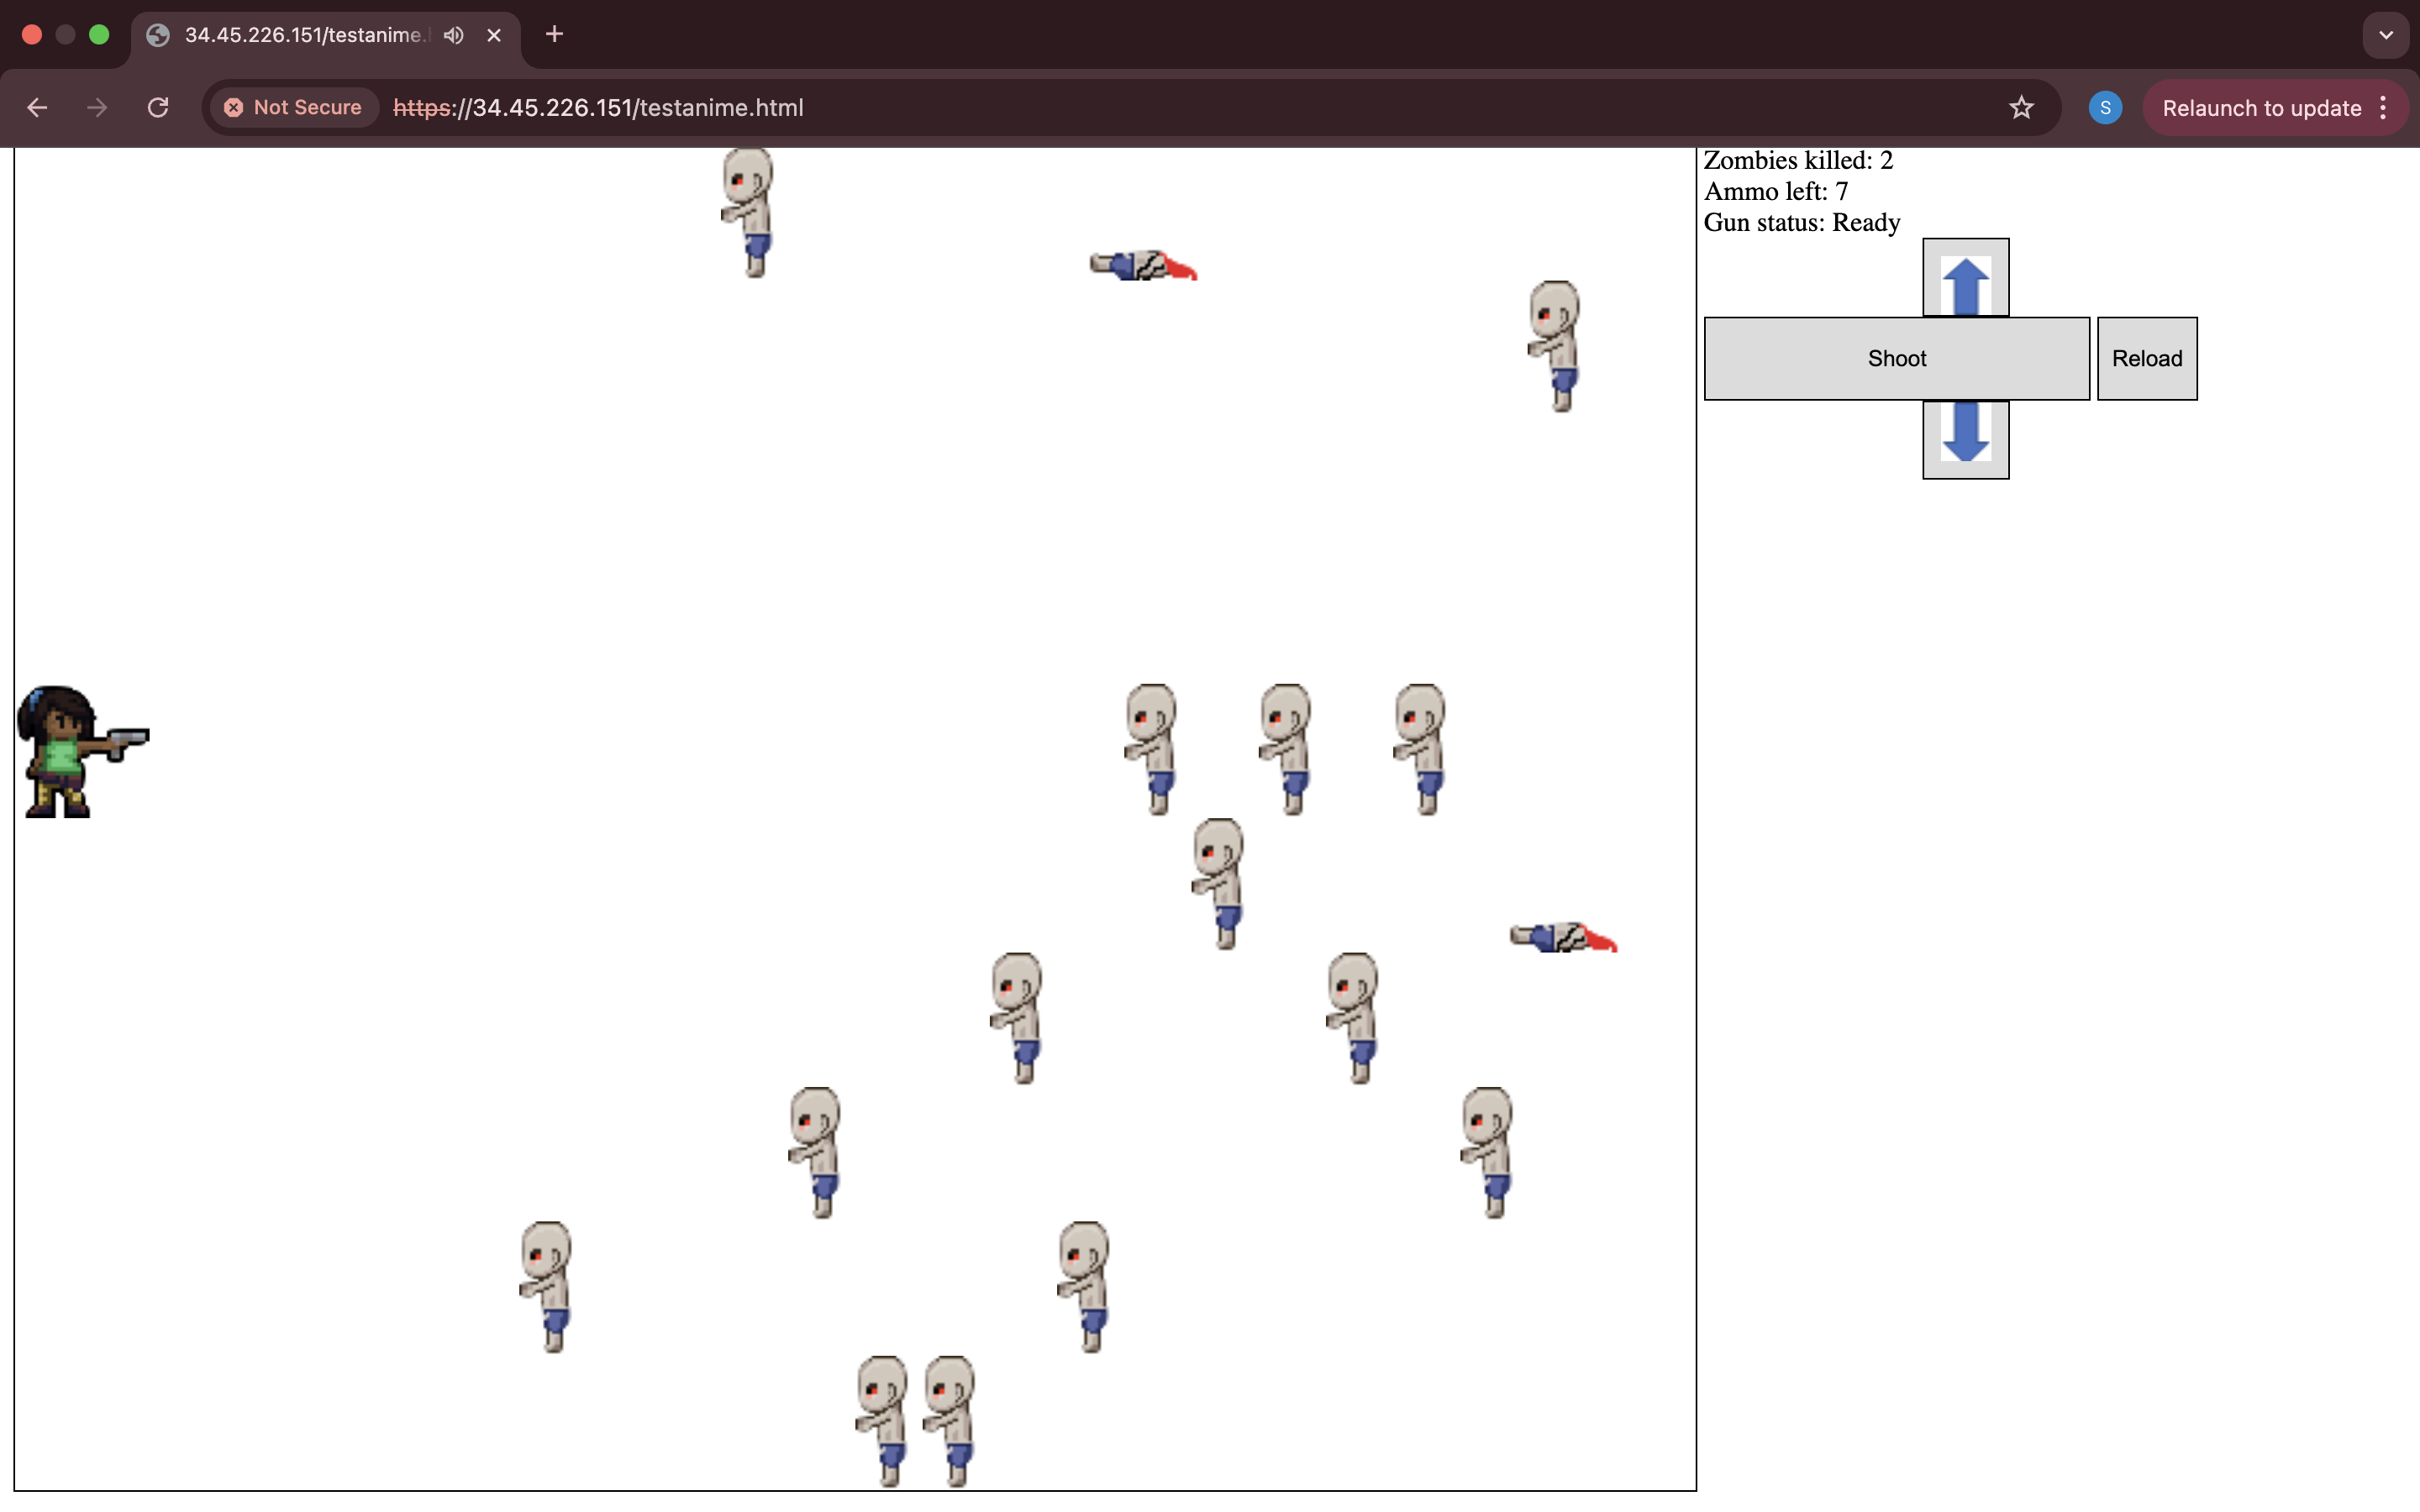 34.45.226.151/testanime.
Not Secure
https://34.45.226.151/testanime.html
S
Relaunch to update
Zombies killed: 2
Ammo left: 7
Gun status: Ready
Shoot
Reload